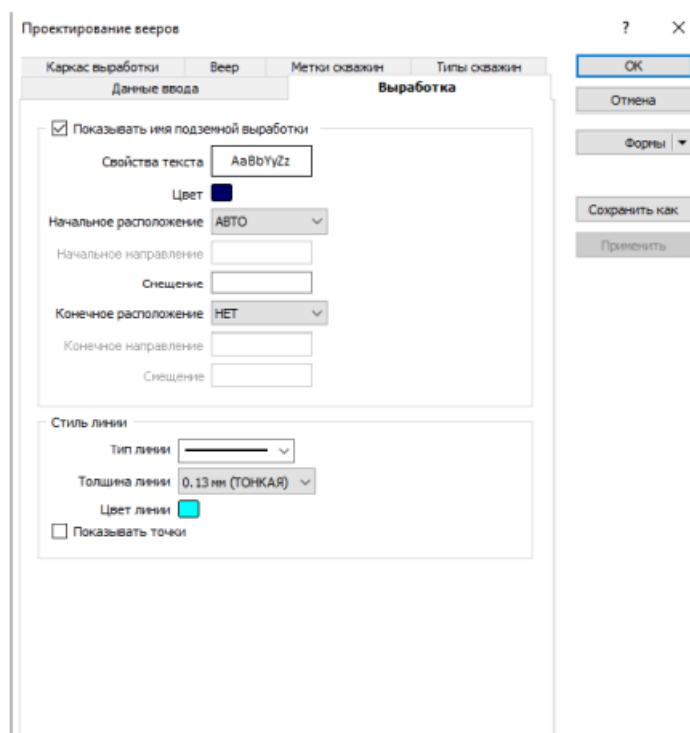 Проектирование вееров
?
Каркас выработки
Веер
Метки скважин
Типы скважин
Данные ввода
Выработка
OK
Отмена
Формы
Сохранить как
Применить
Показывать имя подземной выработки
Свойства текста
AaBbYyZz
Цвет
Начальное расположение
АВТО
Начальное направление
Смещение
Конечное расположение
НЕТ
Конечное направление
Смещение
Стиль линии
Тип линии
Толщина линии
0.13 мм (ТОНКАЯ)
Цвет линии
Показывать точки